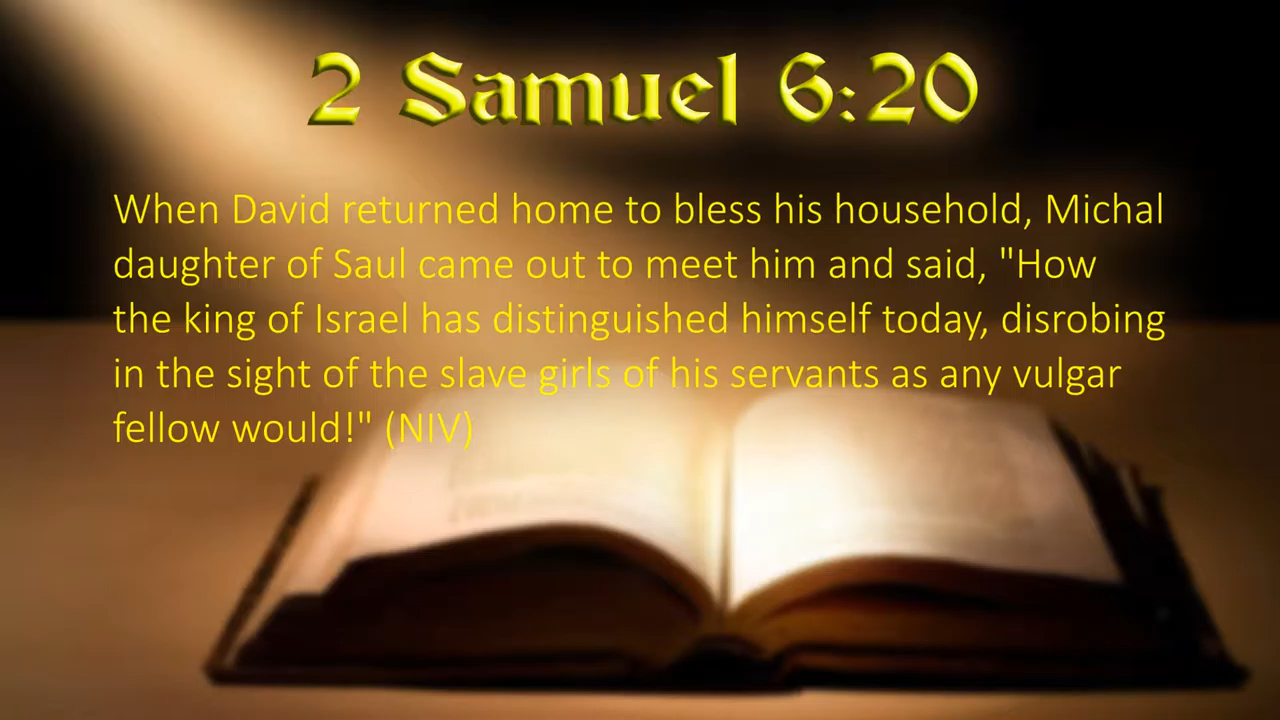 2 Samuel 6:20
When David returned home to bless his household, Michal
daughter of Saul came out to meet him and said, "How
the king of Israel has distinguished himself today, disrobing
in the sight of the slave girls of his servants as any vulgar
fellow would!" (NIV)